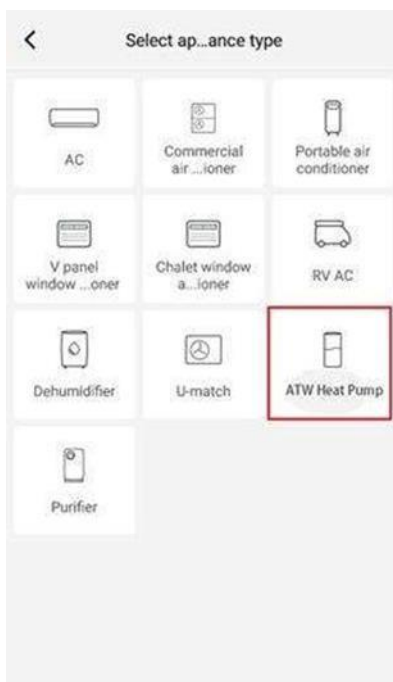 Select ap...ance type
AC
Commercial
air ...ioner
Portable air
conditioner
V panel
window ...oner
Chalet window
a...ioner
RV AC
Dehumidifier
U-match
ATW Heat Pump
Purifier